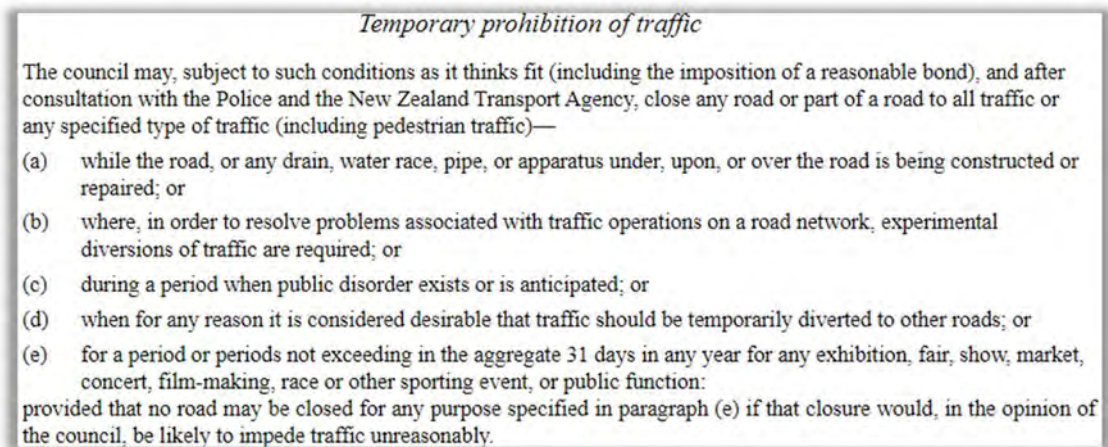 Temporary prohibition of traffic
The council may, subject to such conditions as it thinks fit (including the imposition of a reasonable bond), and after
consultation with the Police and the New Zealand Transport Agency, close any road or part of a road to all traffic or
any specified type of traffic (including pedestrian traffic)—
(a) while the road, or any drain, water race, pipe, or apparatus under, upon, or over the road is being constructed or
repaired; or
(b) where, in order to resolve problems associated with traffic operations on a road network, experimental
diversions of traffic are required; or
(c) during a period when public disorder exists or is anticipated; or
(d) when for any reason it is considered desirable that traffic should be temporarily diverted to other roads; or
(e) for a period or periods not exceeding in the aggregate 31 days in any year for any exhibition, fair, show, market,
concert, film-making, race or other sporting event, or public function:
provided that no road may be closed for any purpose specified in paragraph (e) if that closure would, in the opinion of
the council, be likely to impede traffic unreasonably.